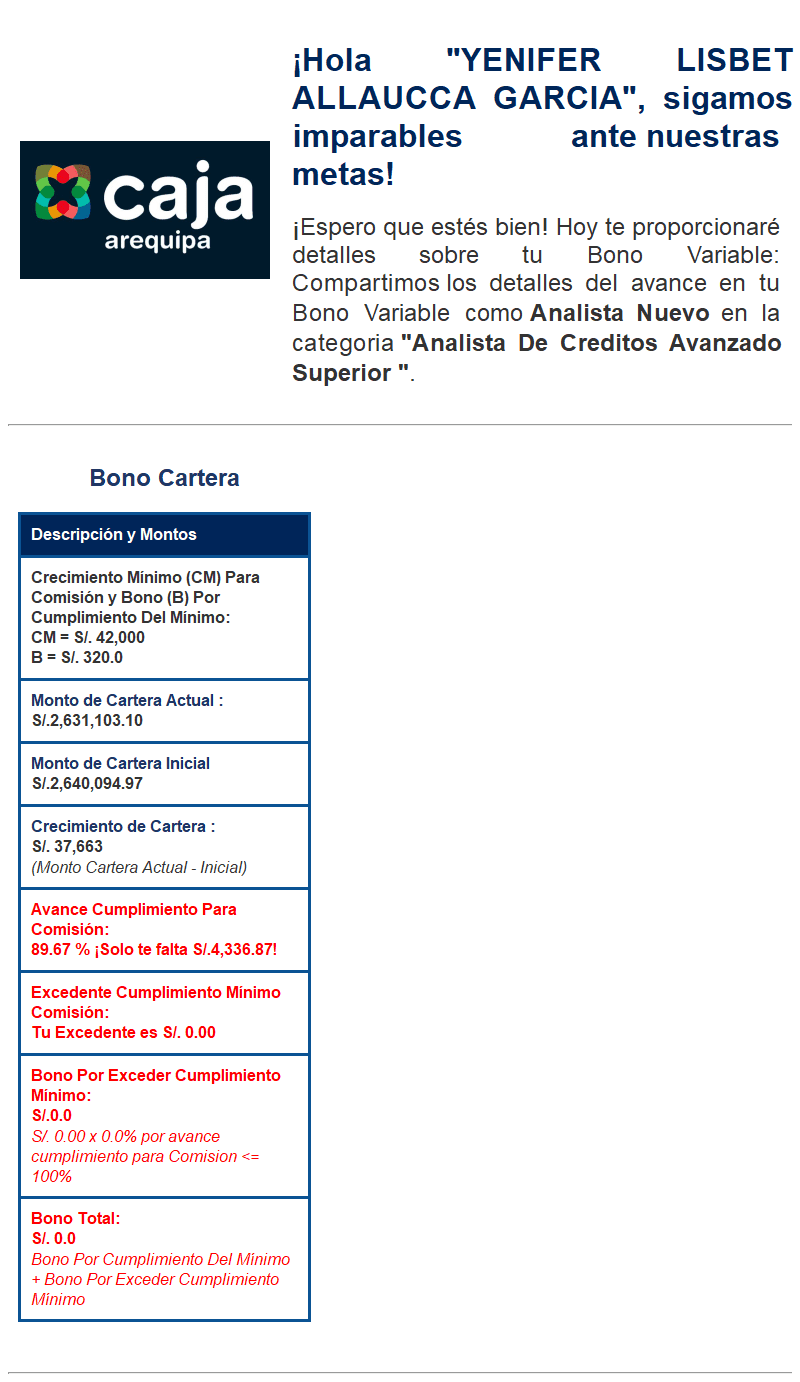 ¡Hola "YENIFER LISBET
ALLAUCCA GARCIA", sigamos
imparables ante nuestras
metas!
caja
arequipa
¡Espero que estés bien! Hoy te proporcionaré
detalles sobre tu Bono Variable:
Compartimos los detalles del avance en tu
Bono Variable como Analista Nuevo en la
categoria "Analista De Creditos Avanzado
Superior ".
Bono Cartera
Descripción y Montos
Crecimiento Mínimo (CM) Para
Comisión y Bono (B) Por
Cumplimiento Del Mínimo:
CM = S/. 42,000
B = S/. 320.0
Monto de Cartera Actual :
S/.2,631,103.10
Monto de Cartera Inicial
S/.2,640,094.97
Crecimiento de Cartera :
S/. 37,663
(Monto Cartera Actual - Inicial)
Avance Cumplimiento Para
Comisión:
89.67 % ¡Solo te falta S/.4,336.87!
Excedente Cumplimiento Mínimo
Comisión:
Tu Excedente es S/. 0.00
Bono Por Exceder Cumplimiento
Mínimo:
S/.0.0
S/. 0.00 x 0.0% por avance
cumplimiento para Comision <=
100%
Bono Total:
S/. 0.0
Bono Por Cumplimiento Del Mínimo
+ Bono Por Exceder Cumplimiento
Mínimo